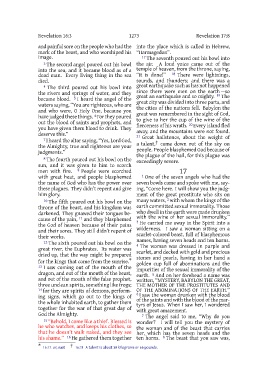 Revelation 16:3
1273
Revelation 17:8
and painful sore on the people who had the
mark of the beast, and who worshiped his
image.
3 The second angel poured out his bowl
into the sea, and it became blood as of a
dead man. Every living thing in the sea
died.
4 The third poured out his bowl into
the rivers and springs of water, and they
became blood. 5 I heard the angel of the
waters saying, "You are righteous, who are
and who were, O Holy One, because you
have judged these things. 6 For they poured
out the blood of saints and prophets, and
you have given them blood to drink. They
deserve this."
7 I heard the altar saying, "Yes, Lord God,
the Almighty, true and righteous are your
judgments."
8 The fourth poured out his bowl on the
sun, and it was given to him to scorch
men with fire. 9 People were scorched
with great heat, and people blasphemed
the name of God who has the power over
these plagues. They didn't repent and give
him glory.
10 The fifth poured out his bowl on the
throne of the beast, and his kingdom was
darkened. They gnawed their tongues be-
cause of the pain, 11 and they blasphemed
the God of heaven because of their pains
and their sores. They still didn't repent of
their works.
12 The sixth poured out his bowl on the
great river, the Euphrates. Its water was
dried up, that the way might be prepared
for the kings that come from the sunrise.
13 I saw coming out of the mouth of the
dragon, and out of the mouth of the beast,
and out of the mouth of the false prophet,
three unclean spirits, something like frogs;
14 for they are spirits of demons, perform-
ing signs, which go out to the kings of
the whole inhabited earth, to gather them
together for the war of that great day of
God the Almighty.
15 "Behold, I come like a thief. Blessed is
he who watches, and keeps his clothes, so
that he doesn't walk naked, and they see
his shame." 16 He gathered them together
into the place which is called in Hebrew,
17 The seventh poured out his bowl into
the air. A loud voice came out of the
temple of heaven, from the throne, saying,
"It is done!" 18 There were lightnings,
sounds, and thunders; and there was a
great earthquake such as has not happened
since there were men on the earth—so
great an earthquake and so mighty. 19 The
great city was divided into three parts, and
the cities of the nations fell. Babylon the
great was remembered in the sight of God,
to give to her the cup of the wine of the
fierceness of his wrath. 20 Every island fled
away, and the mountains were not found.
21 Great hailstones, about the weight of
a talent, came down out of the sky on
people. People blasphemed God because of
the plague of the hail, for this plague was
exceedingly severe.
17
1 One of the seven angels who had the
seven bowls came and spoke with me, say-
ing, "Come here. I will show you the judg-
ment of the great prostitute who sits on
many waters, 2 with whom the kings of the
earth committed sexual immorality. Those
who dwell in the earth were made drunken
with the wine of her sexual immorality."
3 He carried me away in the Spirit into a
wilderness. I saw a woman sitting on a
scarlet-colored beast, full of blasphemous
names, having seven heads and ten horns.
4 The woman was dressed in purple and
scarlet, and decked with gold and precious
stones and pearls, having in her hand a
golden cup full of abominations and the
impurities of the sexual immorality of the
earth. 5 And on her forehead a name was
written, "MYSTERY, BABYLON THE GREAT,
THE MOTHER OF THE PROSTITUTES AND
OF THE ABOMINATIONS OF THE EARTH."
6 I saw the woman drunken with the blood
of the saints and with the blood of the mar-
tyrs of Jesus. When I saw her, I wondered
with great amazement.
7 The angel said to me, "Why do you
wonder? I will tell you the mystery of
the woman and of the beast that carries
her, which has the seven heads and the
ten horns. 8 The beast that you saw was,